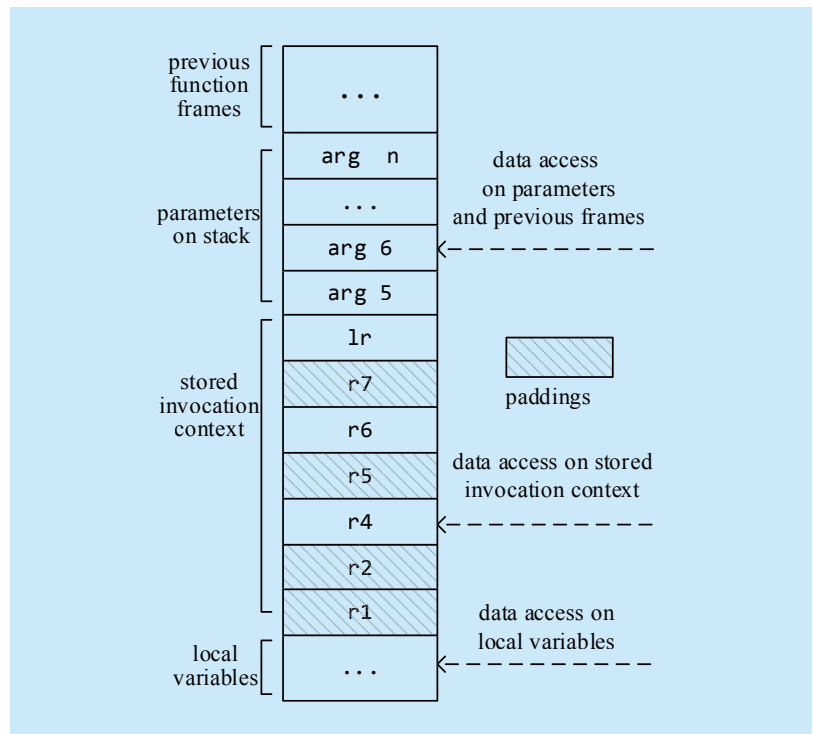 previous
function
frames
...
parameters
on stack
arg n
...
arg 6
arg 5
data access
on parameters
and previous frames
stored
invocation
context
lr
r7
r6
r5
r4
r2
r1
paddings
data access on stored
invocation context
data access on
local variables
local
variables
...